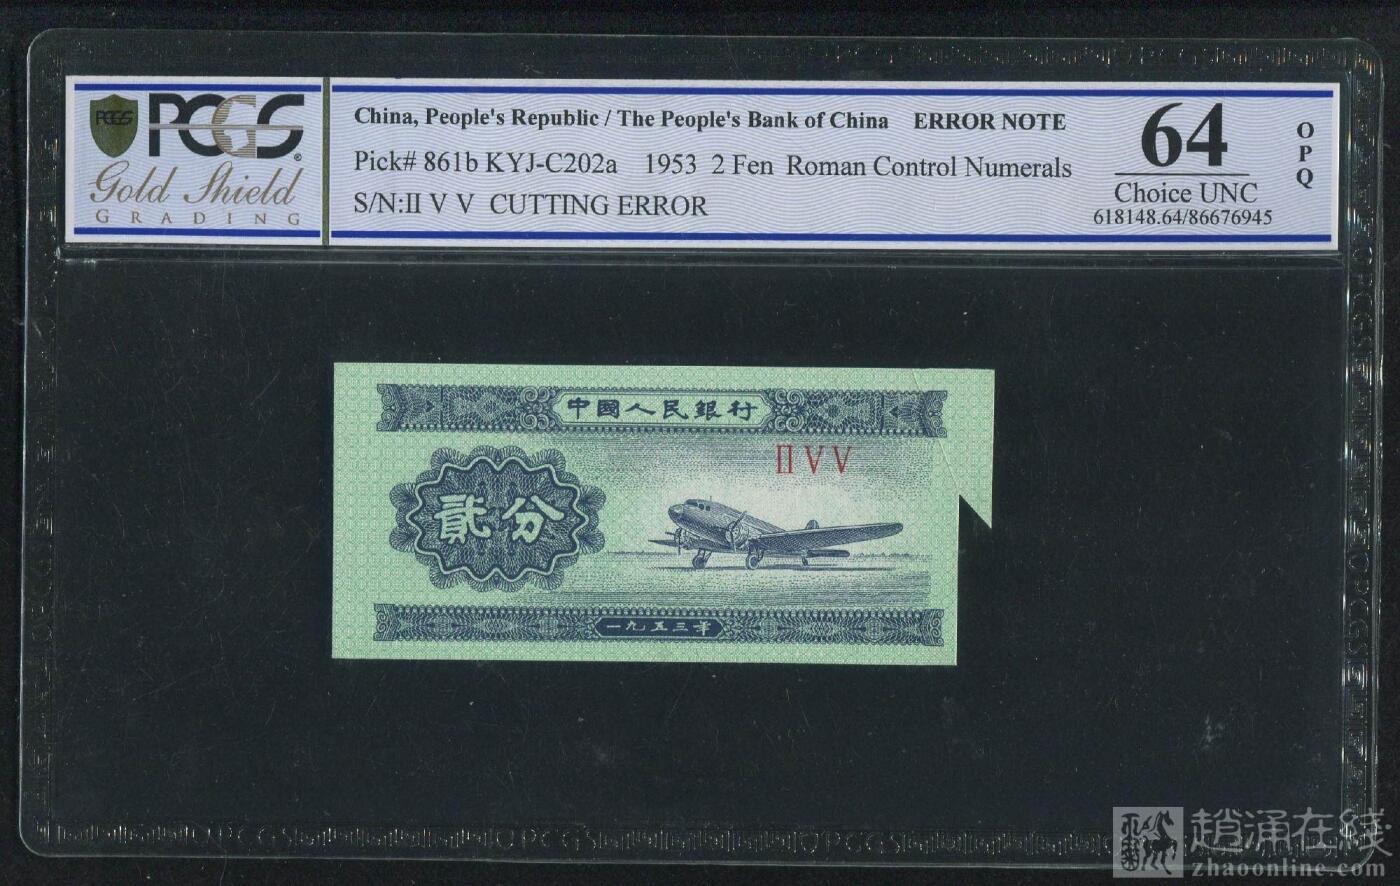 PCGS
PCGS
Gold Shield
GRADING
China, People's Republic / The People's Bank of China ERROR NOTE
Pick# 861b KYJ-C202a 1953 2 Fen Roman Control Numerals
S/N:II V V CUTTING ERROR
64
Choice UNC
618148.64/86676945
OPQ
中國人民銀行
II V V
貳分
一九五三年
趙涌在綫
zhaoonline.com